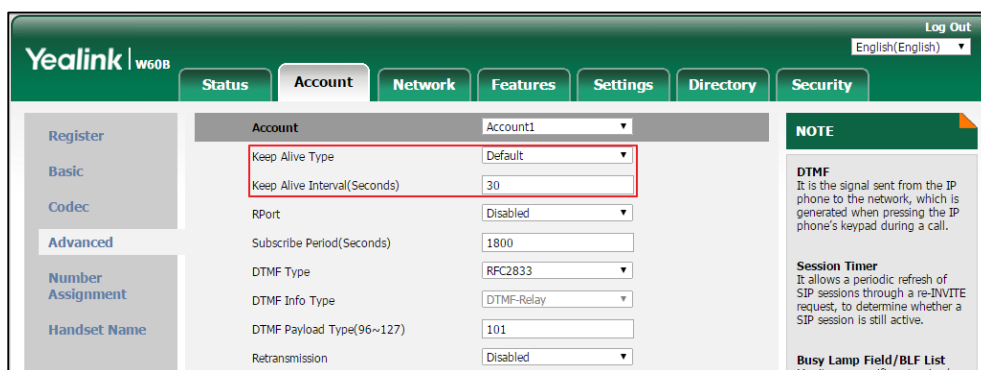 Log Out
Yealink W60B
English(English)
Status Account Network Features Settings Directory Security
Register
Basic
Codec
Advanced
Number
Assignment
Handset Name
Account Account1
Keep Alive Type Default
Keep Alive Interval(Seconds) 30
RPort Disabled
Subscribe Period(Seconds) 1800
DTMF Type RFC2833
DTMF Info Type DTMF-Relay
DTMF Payload Type(96~127) 101
Retransmission Disabled
NOTE
DTMF
It is the signal sent from the IP
phone to the network, which is
generated when pressing the IP
phone's keypad during a call.
Session Timer
It allows a periodic refresh of
SIP sessions through a re-INVITE
request, to determine whether a
SIP session is still active.
Busy Lamp Field/BLF List